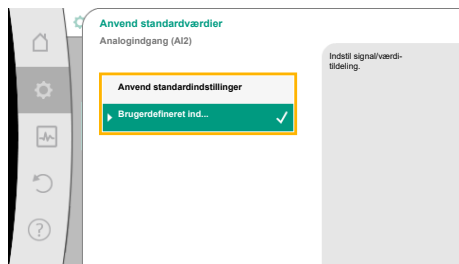 Anvend standardværdier
Analogindgang (AI2)
Indstil signal/værdi-
tildeling.
Anvend standardindstillinger
Brugerdefineret ind...
?